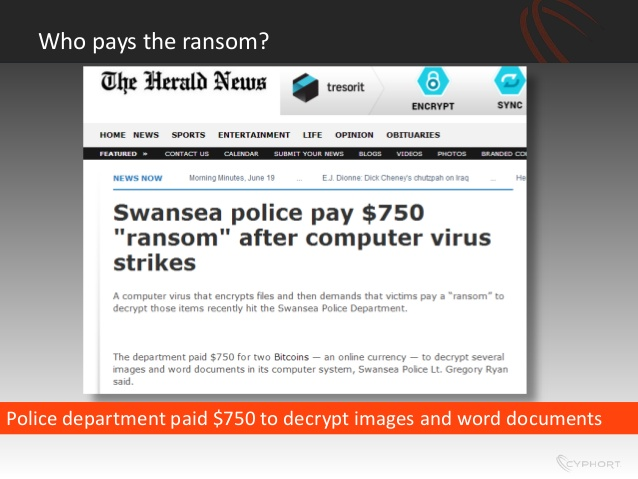 Who pays the ransom?
The Herald News
tresorit
ENCRYPT
SYNC
HOME NEWS SPORTS ENTERTAINMENT LIFE OPINION OBITUARIES
FEATURED » CONTACT US CALENDAR SUBMIT YOUR NEWS BLOGS VIDEOS PHOTOS BRANDED CO
NEWS NOW Morning Minutes, June 19 ... E.J. Dionne: Dick Cheney's chutzpah on Iraq ... He
Swansea police pay $750
"ransom" after computer virus
strikes
A computer virus that encrypts files and then demands that victims pay a "ransom" to
decrypt those items recently hit the Swansea Police Department.
The department paid $750 for two Bitcoins — an online currency — to decrypt several
images and word documents in its computer system, Swansea Police Lt. Gregory Ryan
said.
Police department paid $750 to decrypt images and word documents
CYPHORT